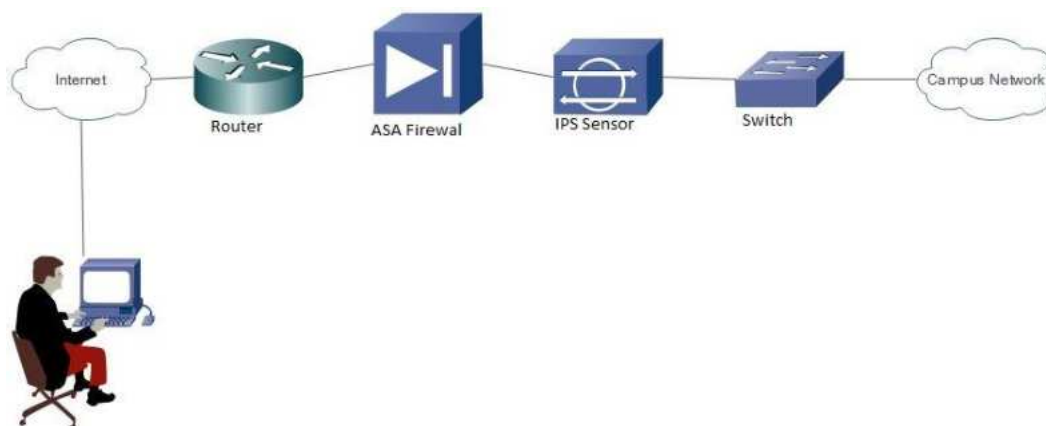 Internet
Router
ASA Firewal
IPS Sensor
Switch
Campus Network